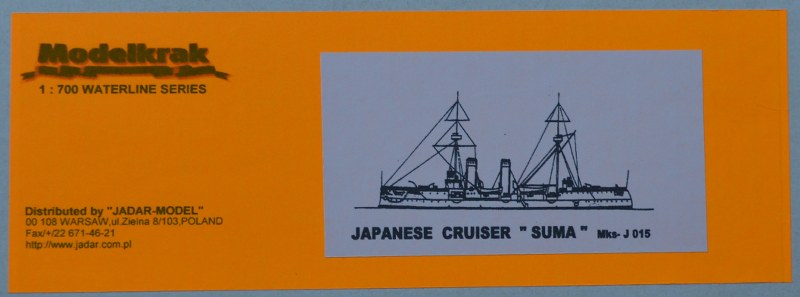 Modelkrak
1 : 700 WATERLINE SERIES
Distributed by "JADAR-MODEL"
00 108 WARSAW,ul.Zielna 8/103,POLAND
Fax/+/22 671-46-21
http://www.jadar.com.pl
JAPANESE CRUISER " SUMA " Mks- J 015